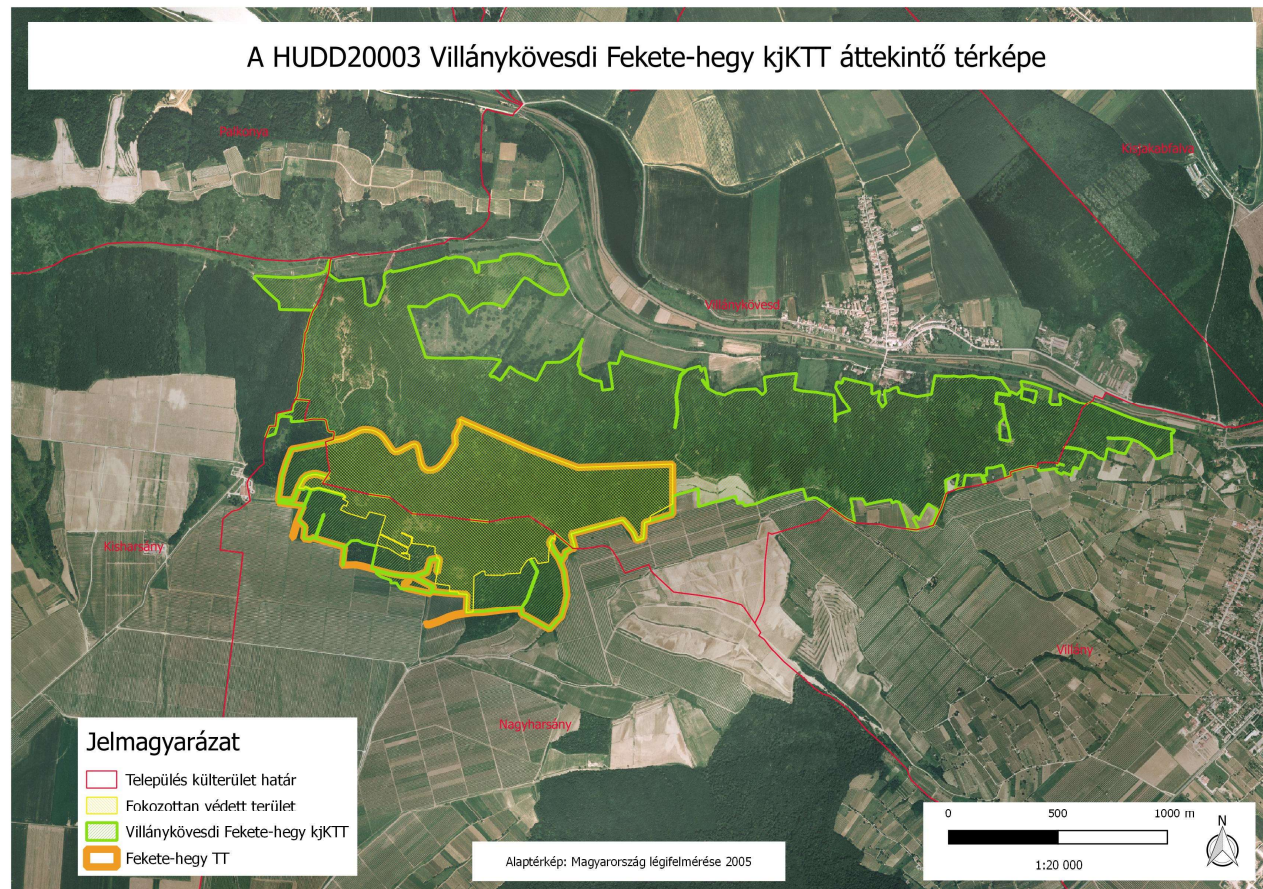 A HUDD20003 Villánykövesdi Fekete-hegy kjKTT áttekintő térképe
Palkonya
Kisjakabfalva
Villánykövesd
Kisharsány
Villány
Nagyharsány
Jelmagyarázat
Település külterület határ
Fokozottan védett terület
Villánykövesdi Fekete-hegy kjKTT
Fekete-hegy TT
Alaptérkép: Magyarország légifelmérése 2005
0 500 1000 m
N
1:20 000